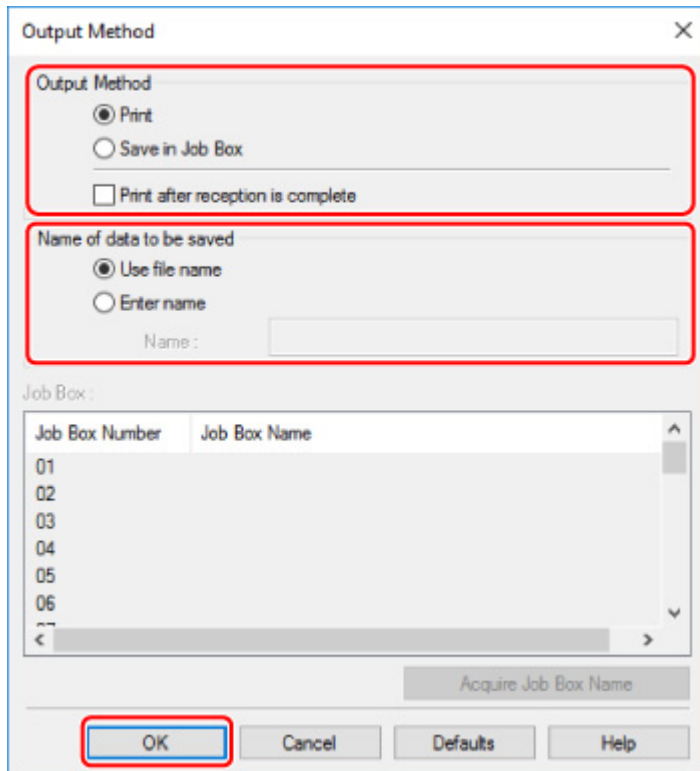 Output Method
Output Method
Print
Save in Job Box
Print after reception is complete
Name of data to be saved
Use file name
Enter name
Name :
Job Box :
Job Box Number Job Box Name
01
02
03
04
05
06
Acquire Job Box Name
OK Cancel Defaults Help